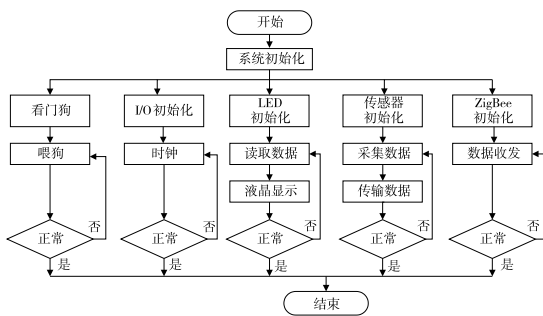 开始
系统初始化
看门狗
I/O初始化
LED
初始化
传感器
初始化
ZigBee
初始化
喂狗
时钟
读取数据
采集数据
数据收发
液晶显示
传输数据
正常
否
正常
否
正常
否
正常
否
正常
否
是
是
是
是
是
结束